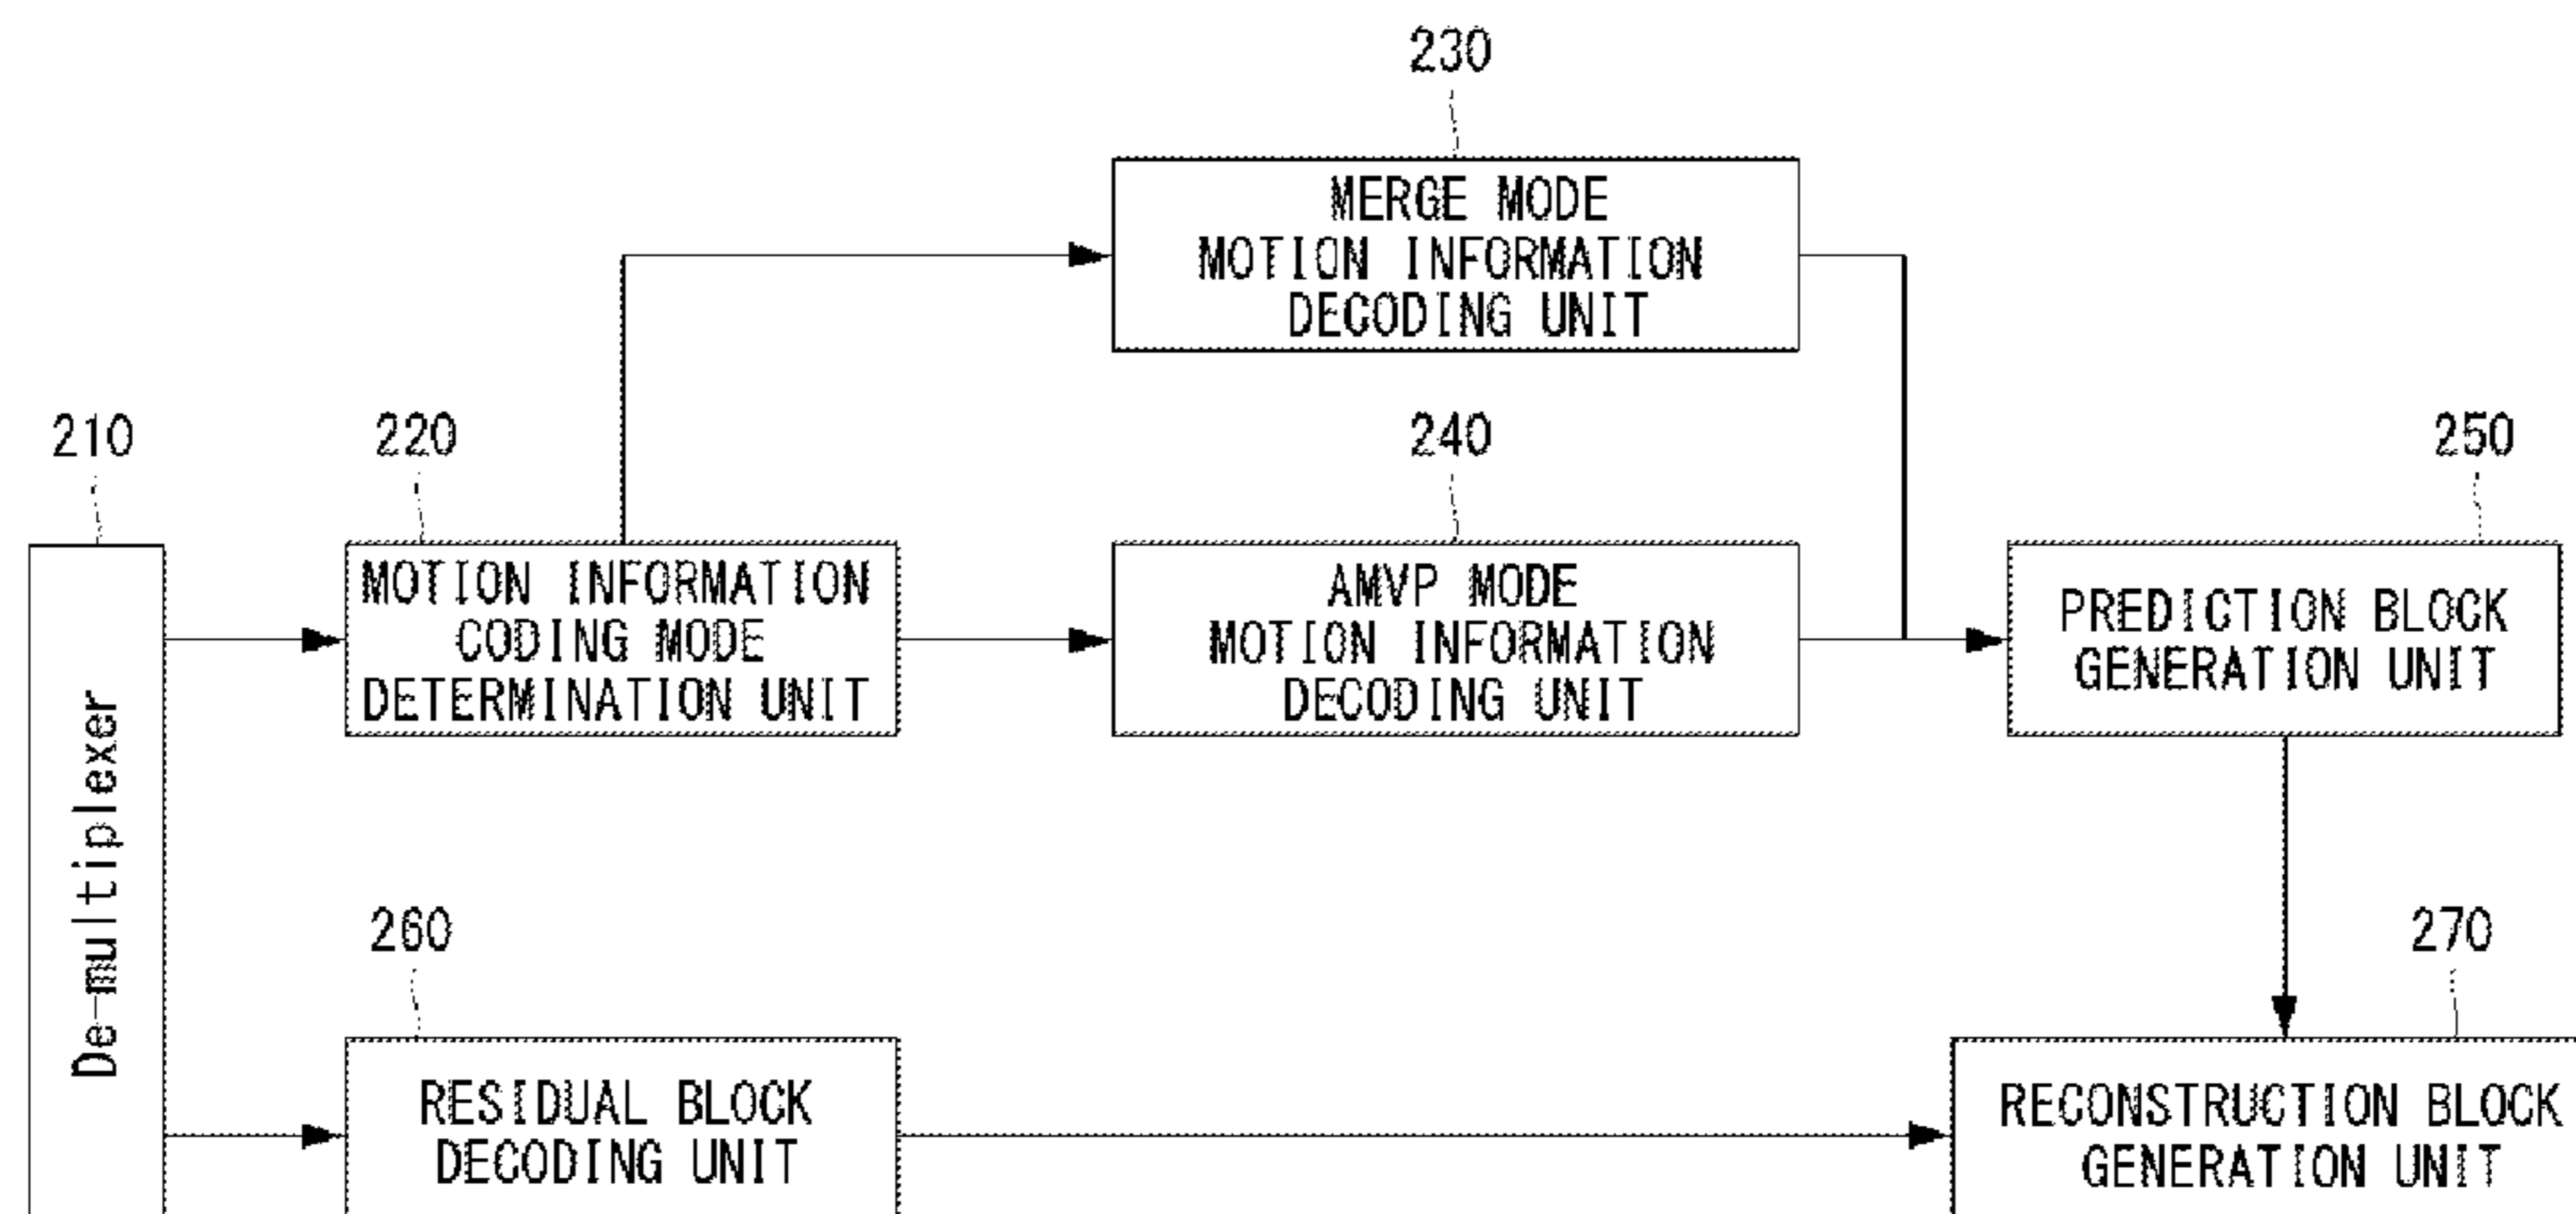 230
MERGE MODE
MOTION INFORMATION
DECODING UNIT
210
220
240
250
MOTION INFORMATION
CODING MODE
DETERMINATION UNIT
AMVP MODE
MOTION INFORMATION
DECODING UNIT
PREDICTION BLOCK
GENERATION UNIT
De-multiplexer
260
270
RESIDUAL BLOCK
DECODING UNIT
RECONSTRUCTION BLOCK
GENERATION UNIT